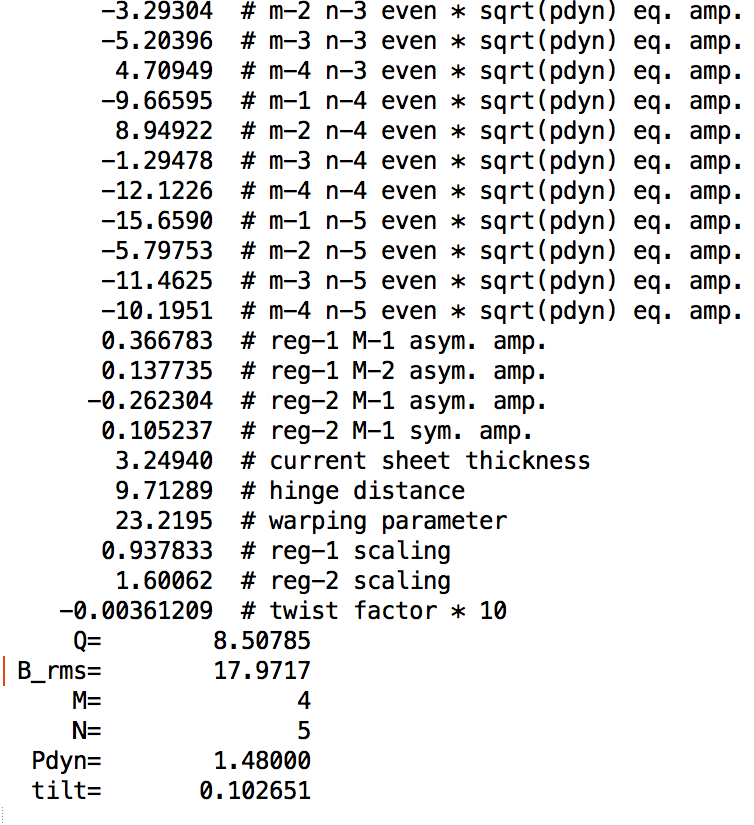 -3.29304 # m-2 n-3 even * sqrt(pdyn) eq. amp.
-5.20396 # m-3 n-3 even * sqrt(pdyn) eq. amp.
4.70949 # m-4 n-3 even * sqrt(pdyn) eq. amp.
-9.66595 # m-1 n-4 even * sqrt(pdyn) eq. amp.
8.94922 # m-2 n-4 even * sqrt(pdyn) eq. amp.
-1.29478 # m-3 n-4 even * sqrt(pdyn) eq. amp.
-12.1226 # m-4 n-4 even * sqrt(pdyn) eq. amp.
-15.6590 # m-1 n-5 even * sqrt(pdyn) eq. amp.
-5.79753 # m-2 n-5 even * sqrt(pdyn) eq. amp.
-11.4625 # m-3 n-5 even * sqrt(pdyn) eq. amp.
-10.1951 # m-4 n-5 even * sqrt(pdyn) eq. amp.
0.366783 # reg-1 M-1 asym. amp.
0.137735 # reg-1 M-2 asym. amp.
-0.262304 # reg-2 M-1 asym. amp.
0.105237 # reg-2 M-1 sym. amp.
3.24940 # current sheet thickness
9.71289 # hinge distance
23.2195 # warping parameter
0.937833 # reg-1 scaling
1.60062 # reg-2 scaling
-0.00361209 # twist factor * 10
Q= 8.50785
B_rms= 17.9717
M= 4
N= 5
Pdyn= 1.48000
tilt= 0.102651